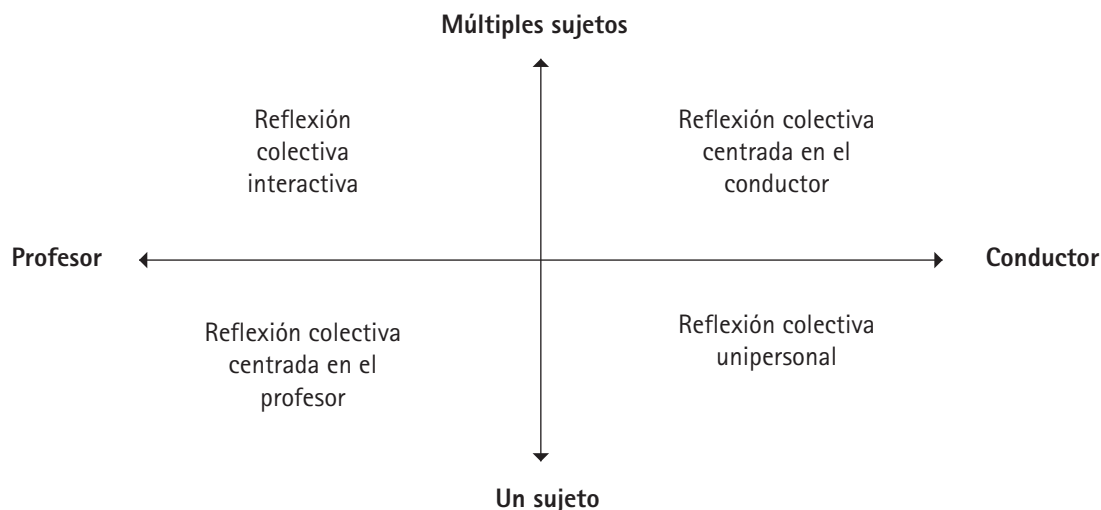 Múltiples sujetos
Reflexión
colectiva
interactiva
Reflexión colectiva
centrada en el
conductor
Profesor
Conductor
Reflexión colectiva
centrada en el
profesor
Reflexión colectiva
unipersonal
Un sujeto